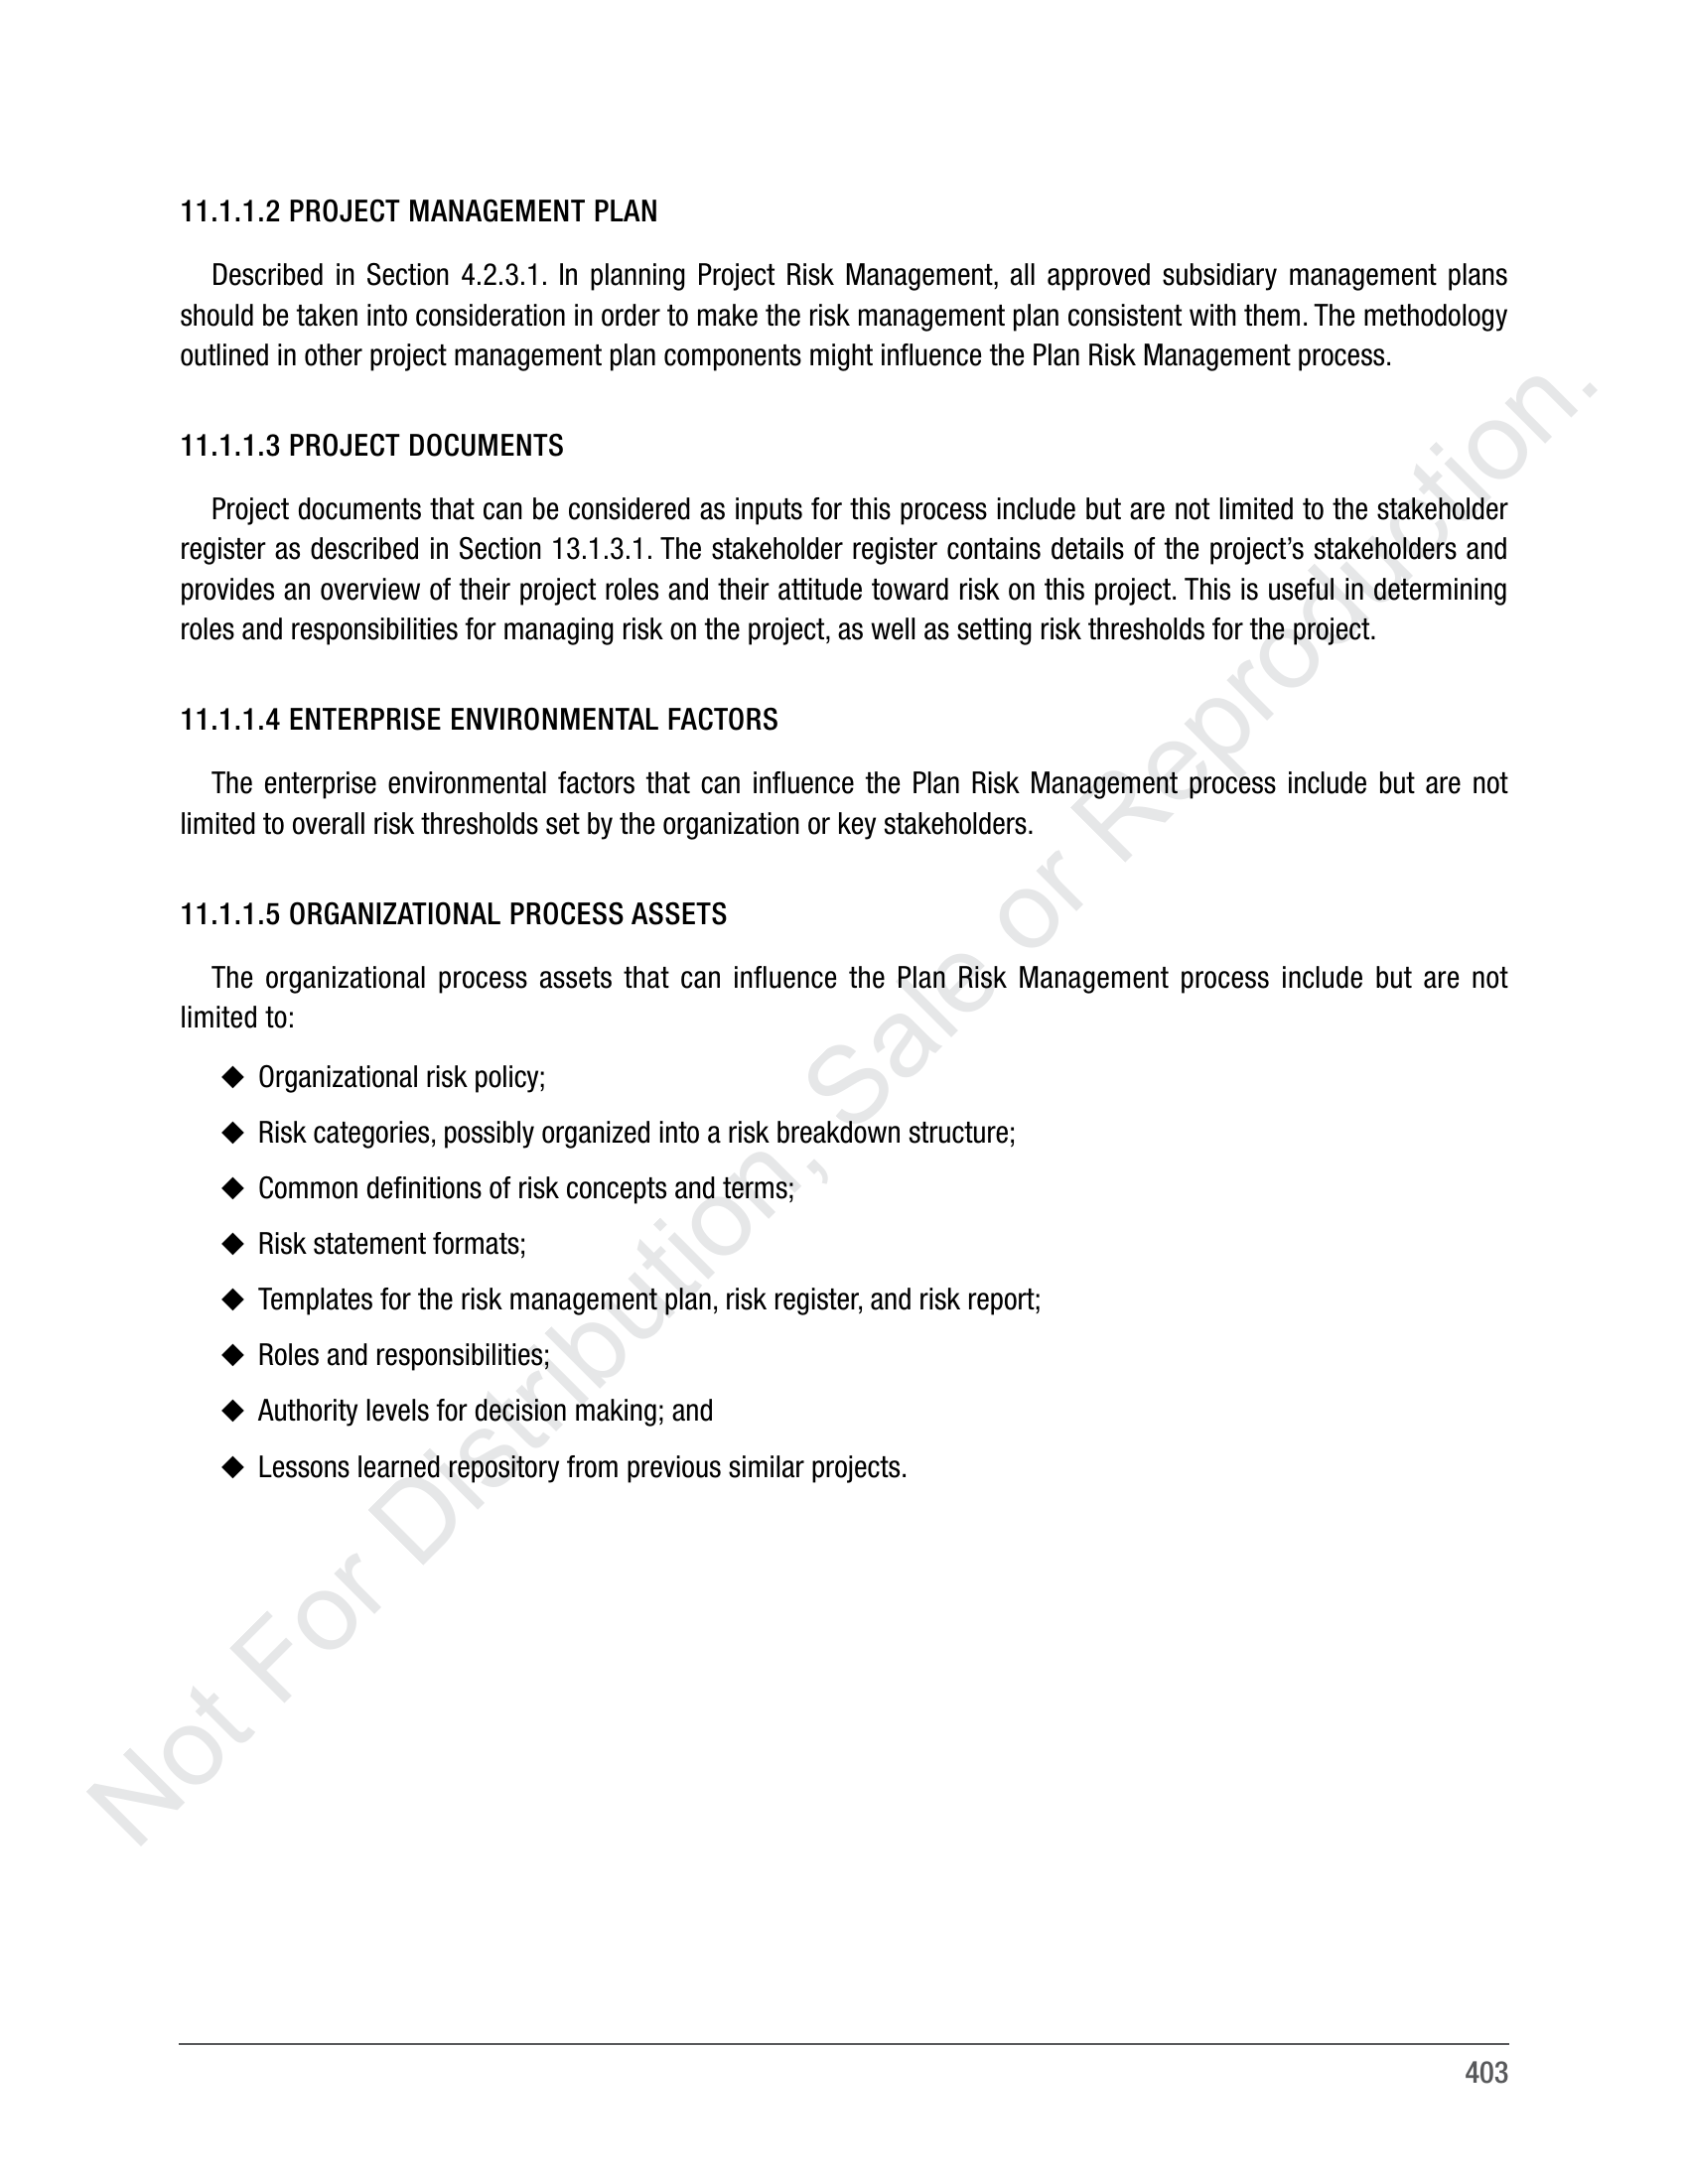 11.1.1.2 PROJECT MANAGEMENT PLAN
Described in Section 4.2.3.1. In planning Project Risk Management, all approved subsidiary management plans
should be taken into consideration in order to make the risk management plan consistent with them. The methodology
outlined in other project management plan components might influence the Plan Risk Management process.
11.1.1.3 PROJECT DOCUMENTS
Project documents that can be considered as inputs for this process include but are not limited to the stakeholder
register as described in Section 13.1.3.1. The stakeholder register contains details of the project’s stakeholders and
provides an overview of their project roles and their attitude toward risk on this project. This is useful in determining
roles and responsibilities for managing risk on the project, as well as setting risk thresholds for the project.
11.1.1.4 ENTERPRISE ENVIRONMENTAL FACTORS
The enterprise environmental factors that can influence the Plan Risk Management process include but are not
limited to overall risk thresholds set by the organization or key stakeholders.
11.1.1.5 ORGANIZATIONAL PROCESS ASSETS
The organizational process assets that can influence the Plan Risk Management process include but are not
limited to:
◆ Organizational risk policy;
◆ Risk categories, possibly organized into a risk breakdown structure;
◆ Common definitions of risk concepts and terms;
◆ Risk statement formats;
◆ Templates for the risk management plan, risk register, and risk report;
◆ Roles and responsibilities;
◆ Authority levels for decision making; and
◆ Lessons learned repository from previous similar projects.
Not For Distribution, Sale or Reproduction.
403